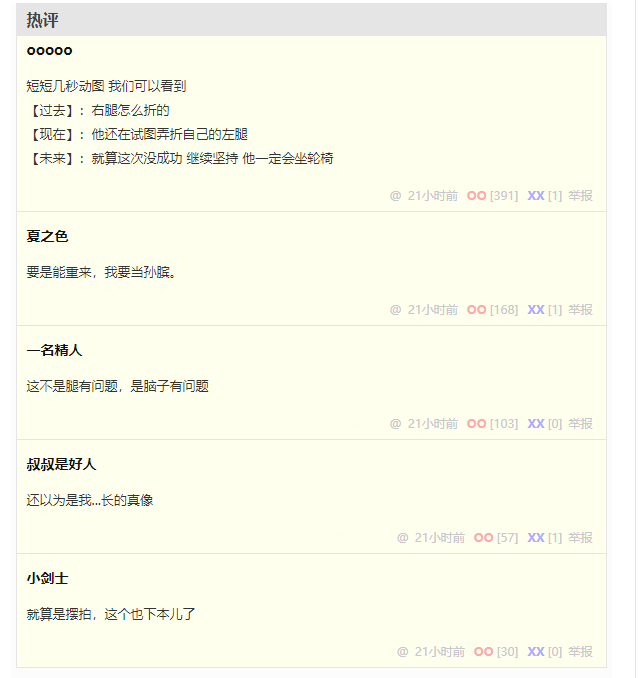 热评
ooooo
短短几秒动图 我们可以看到
【过去】：右腿怎么折的
【现在】：他还在试图弄折自己的左腿
【未来】：就算这次没成功 继续坚持 他一定会坐轮椅
@ 21小时前 OO [391] XX [1] 举报
夏之色
要是能重来，我要当孙膑。
@ 21小时前 OO [168] XX [1] 举报
一名精人
这不是腿有问题，是脑子有问题
@ 21小时前 OO [103] XX [0] 举报
叔叔是好人
还以为是我...长的真像
@ 21小时前 OO [57] XX [1] 举报
小剑士
就算是摆拍，这个也下本儿了
@ 21小时前 OO [30] XX [0] 举报